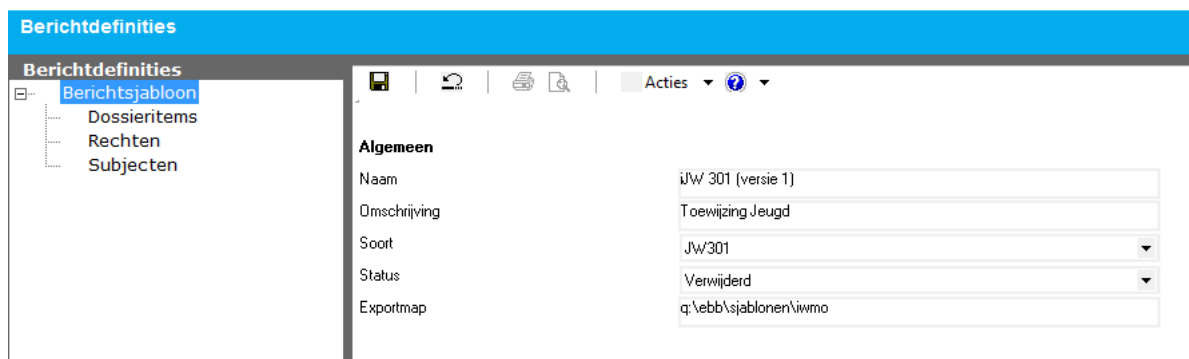 Berichtdefinities
Berichtdefinities
Berichtsjabloon
Dossieritems
Rechten
Subjecten
Acties
Algemeen
Naam iJW 301 (versie 1)
Omschrijving Toewijzing Jeugd
Soort JW301
Status Verwijderd
Exportmap q:\ebb\sjablonen\iwmo